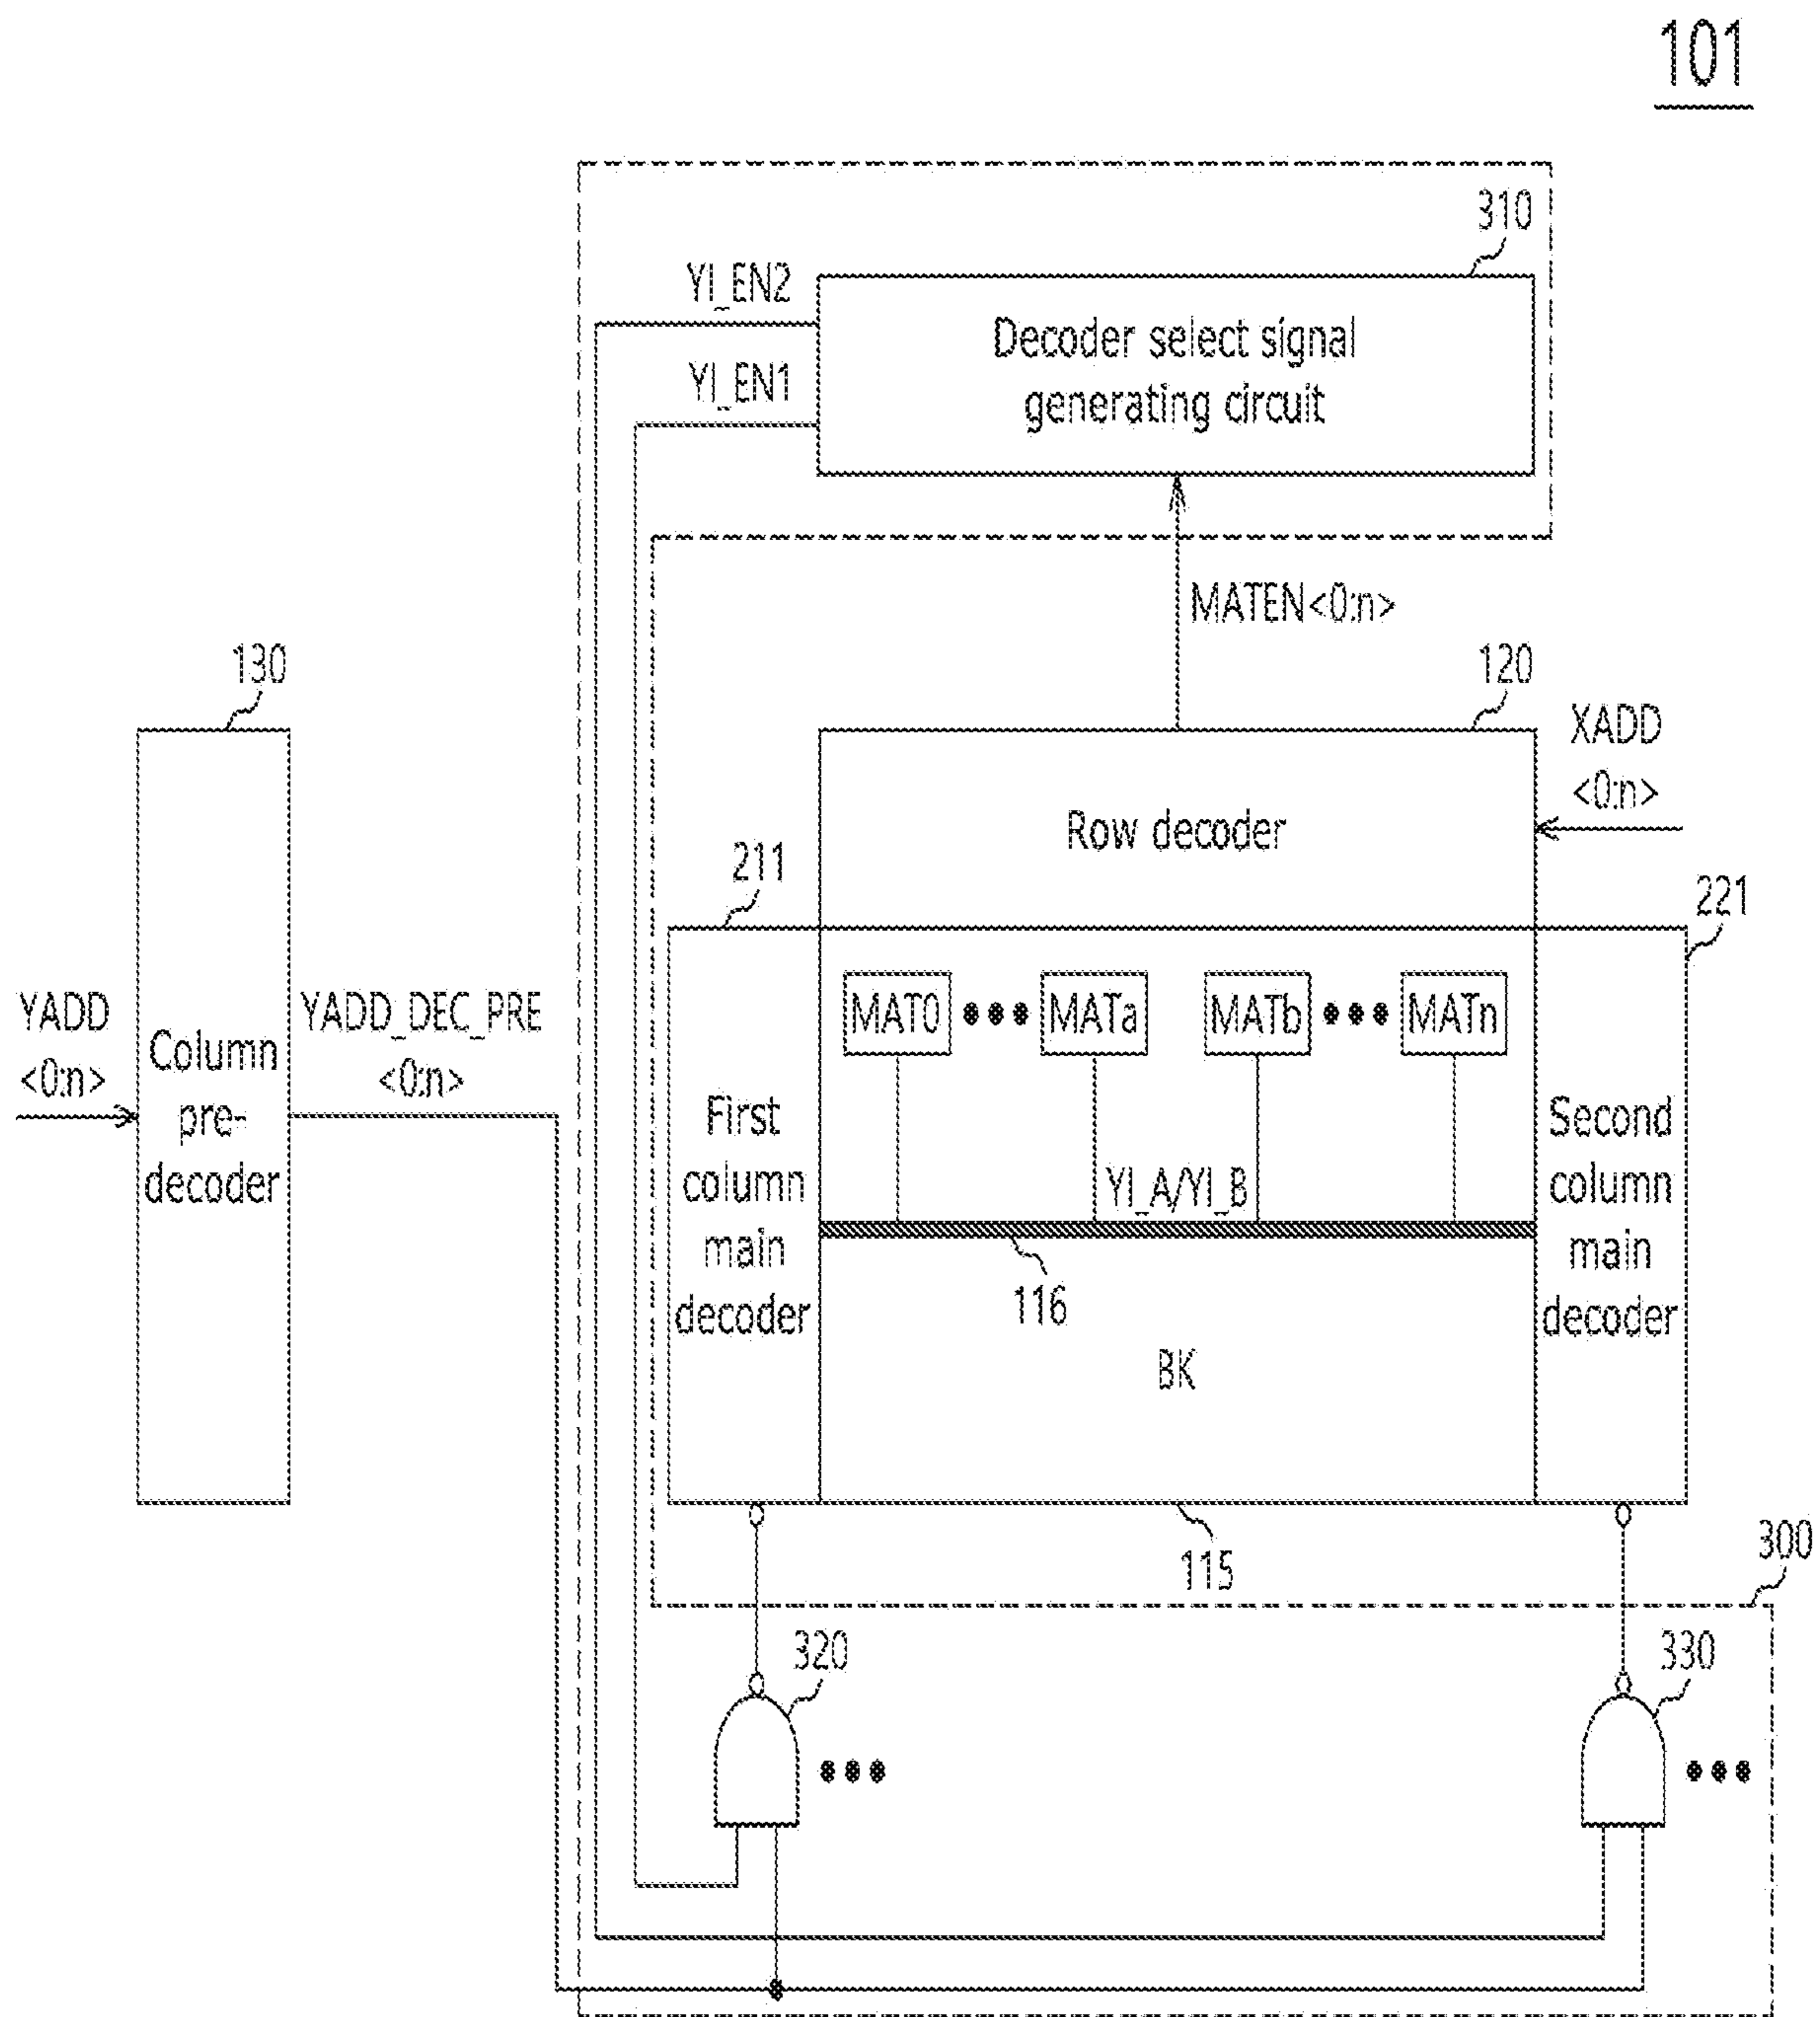 101
310
YI_EN2
YI_EN1
Decoder select signal
generating circuit
MATEN<0:n>
130
120
XADD
<0:n>
Row decoder
211
221
YADD
<0:n>
Column
pre-
decoder
YADD_DEC_PRE
<0:n>
MAT0 ••• MATa MATb ••• MATn
First
column
main
decoder
YI_A/YI_B
116
BK
Second
column
main
decoder
115
300
320
•••
330
•••